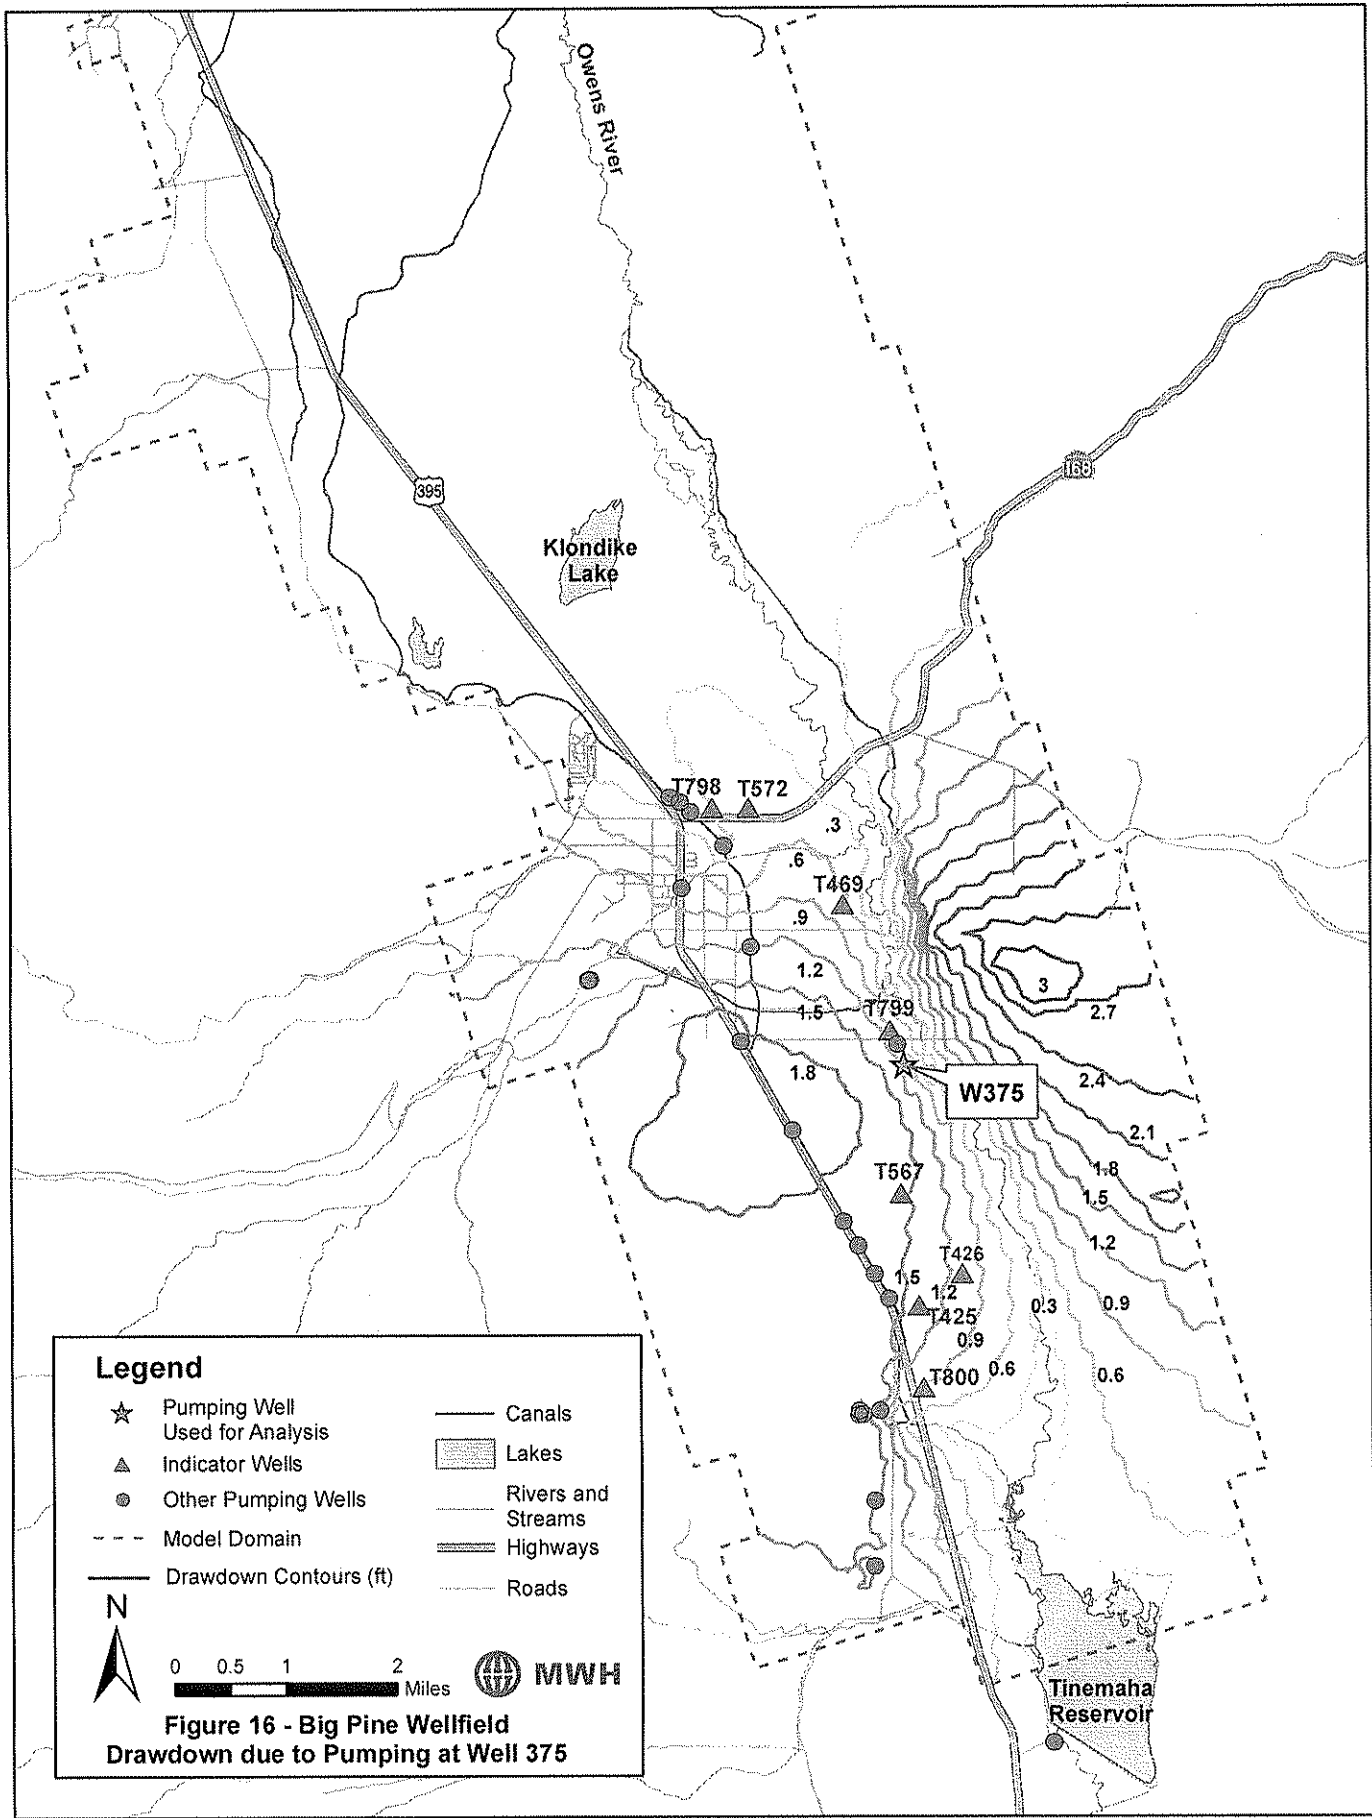 Owens River
168
395
Klondike
Lake
T798
T572
.3
.6
T469
.9
1.2
3
2.7
1.5
T799
1.8
W375
2.4
2.1
1.8
1.5
T567
1.2
T426
1.5
1.2
T425
0.3
0.9
0.9
0.6
0.6
T800
Legend
Pumping Well
Used for Analysis
Indicator Wells
Other Pumping Wells
Model Domain
Drawdown Contours (ft)
Canals
Lakes
Rivers and
Streams
Highways
Roads
N
0 0.5 1 2
Miles
MWH
Figure 16 - Big Pine Wellfield
Drawdown due to Pumping at Well 375
Tinemaha
Reservoir